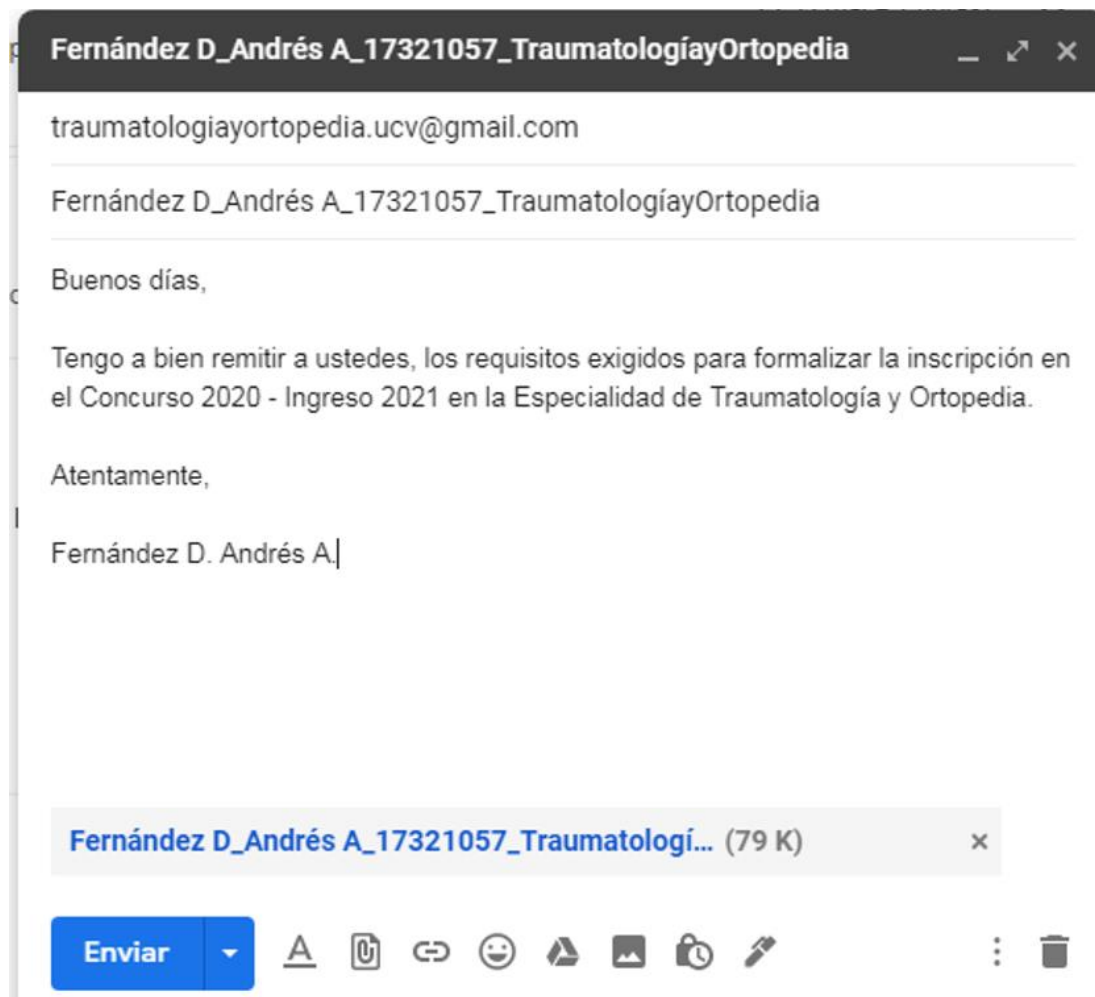 Fernández D_Andrés A_17321057_TraumatologíayOrtopedia
traumatologiayortopedia.ucv@gmail.com
Fernández D_Andrés A_17321057_TraumatologíayOrtopedia
Buenos días,
Tengo a bien remitir a ustedes, los requisitos exigidos para formalizar la inscripción en
el Concurso 2020 - Ingreso 2021 en la Especialidad de Traumatología y Ortopedia.
Atentamente,
Fernández D. Andrés A.
Fernández D_Andrés A_17321057_Traumatologí... (79 K)
Enviar